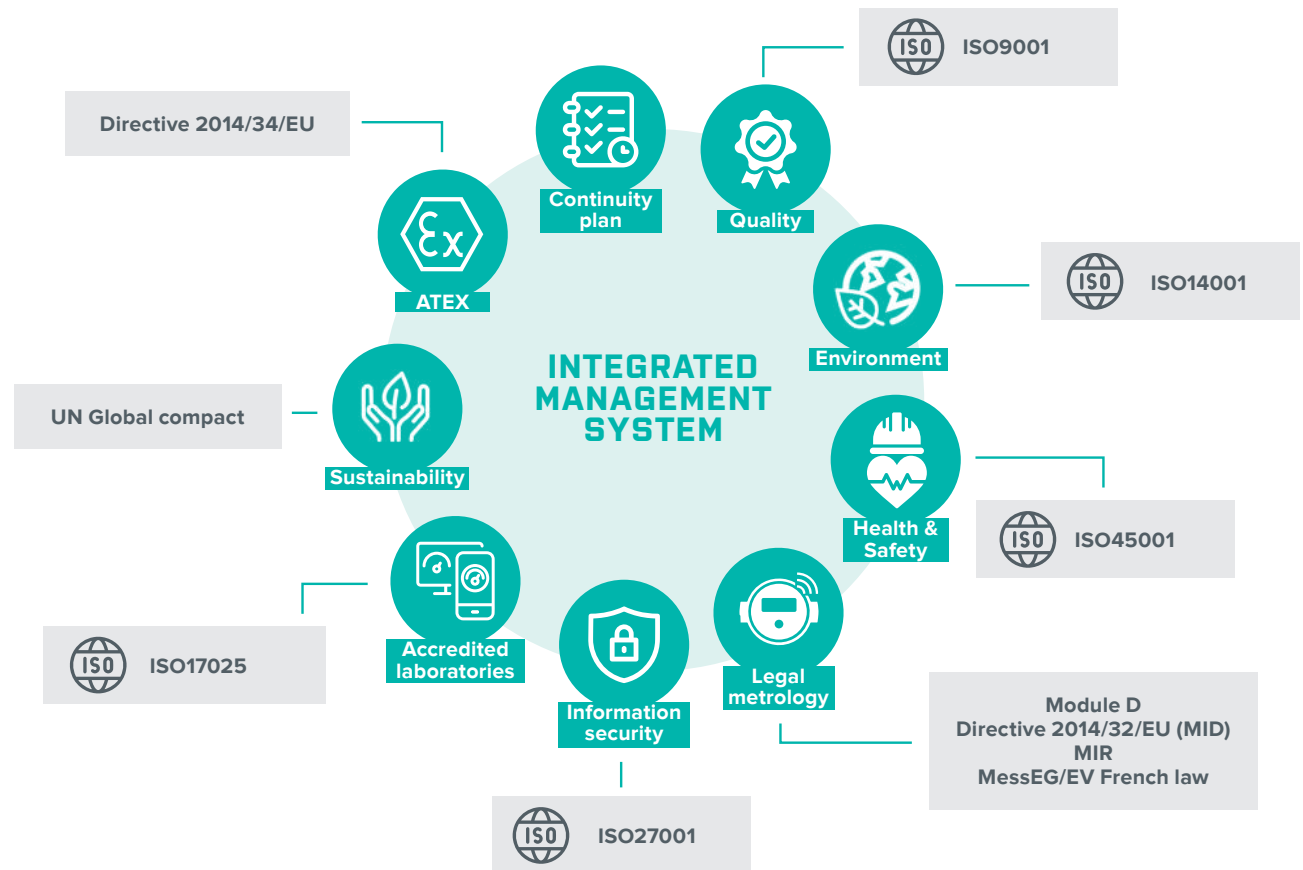 ISO
ISO9001
Directive 2014/34/EU
Continuity
plan
Quality
Ex
ATEX
ISO
ISO14001
Environment
INTEGRATED
MANAGEMENT
SYSTEM
UN Global compact
Sustainability
Health &
Safety
ISO
ISO45001
Accredited
laboratories
ISO
ISO17025
Legal
metrology
Information
security
Module D
Directive 2014/32/EU (MID)
MIR
MessEG/EV French law
ISO
ISO27001